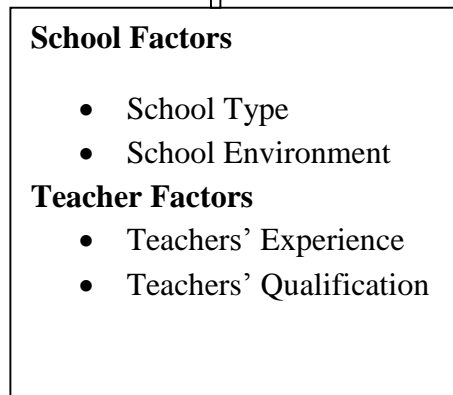 School Factors
• School Type
• School Environment
Teacher Factors
• Teachers’ Experience
• Teachers’ Qualification